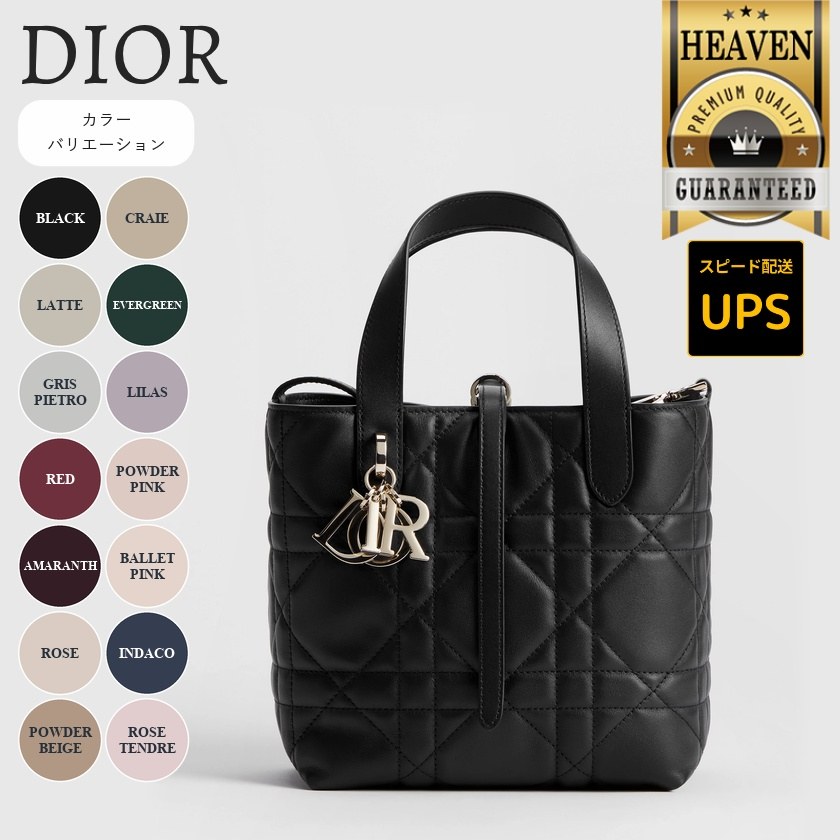 DIOR
カラー
バリエーション
BLACK
CRAIE
LATTE
EVERGREEN
GRIS
PIETRO
LILAS
RED
POWDER
PINK
AMARANTH
BALLET
PINK
ROSE
INDACO
POWDER
BEIGE
ROSE
TENDRE
HEAVEN
PREMIUM QUALITY
GUARANTEED
スピード配送
UPS
DIOR